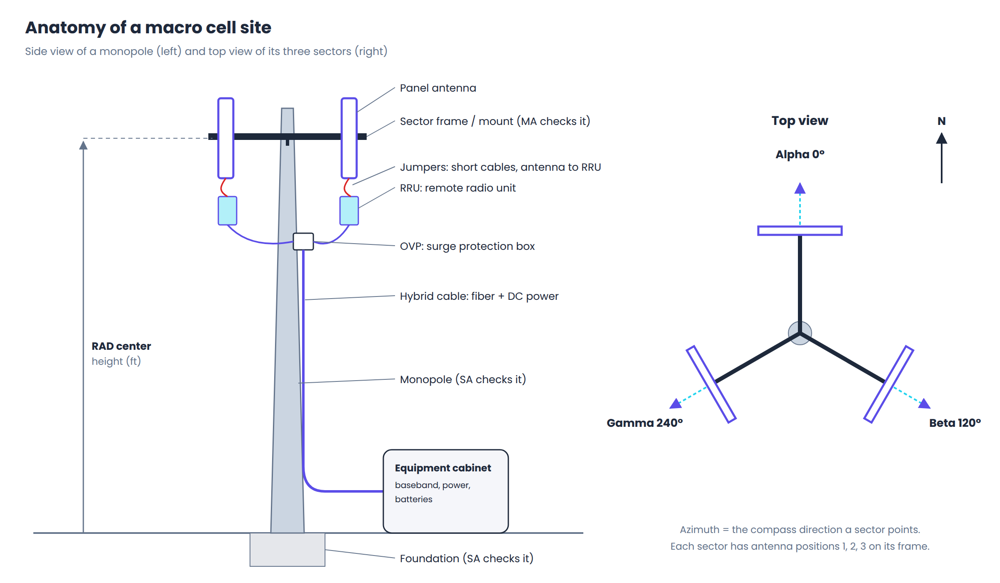 Anatomy of a macro cell site
Side view of a monopole (left) and top view of its three sectors (right)
Panel antenna
Sector frame / mount (MA checks it)
Jumpers: short cables, antenna to RRU
RRU: remote radio unit
OVP: surge protection box
Hybrid cable: fiber + DC power
RAD center
height (ft)
Monopole (SA checks it)
Equipment cabinet
baseband, power,
batteries
Foundation (SA checks it)
Top view
N
Alpha 0°
Gamma 240°
Beta 120°
Azimuth = the compass direction a sector points.
Each sector has antenna positions 1, 2, 3 on its frame.